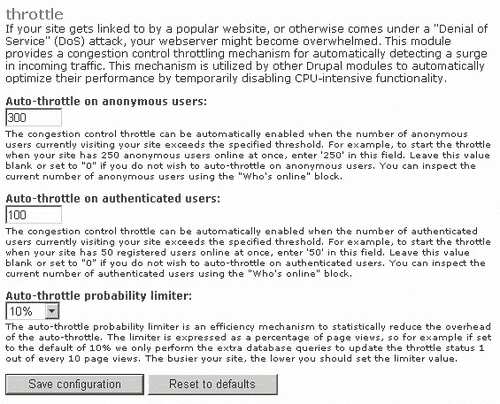 throttle
If your site gets linked to by a popular website, or otherwise comes under a "Denial of
Service" (DoS) attack, your webserver might become overwhelmed. This module
provides a congestion control throttling mechanism for automatically detecting a surge
in incoming traffic. This mechanism is utilized by other Drupal modules to automatically
optimize their performance by temporarily disabling CPU-intensive functionality.
Auto-throttle on anonymous users:
300
The congestion control throttle can be automatically enabled when the number of anonymous
users currently visiting your site exceeds the specified threshold. For example, to start the throttle
when your site has 250 anonymous users online at once, enter '250' in this field. Leave this value
blank or set to "0" if you do not wish to auto-throttle on anonymous users. You can inspect the
current number of anonymous users using the "Who's online" block.
Auto-throttle on authenticated users:
100
The congestion control throttle can be automatically enabled when the number of authenticated
users currently visiting your site exceeds the specified threshold. For example, to start the throttle
when your site has 50 registered users online at once, enter '50' in this field. Leave this value
blank or set to "0" if you do not wish to auto-throttle on authenticated users. You can inspect the
current number of authenticated users using the "Who's online" block.
Auto-throttle probability limiter:
10%
The auto-throttle probability limiter is an efficiency mechanism to statistically reduce the overhead
of the auto-throttle. The limiter is expressed as a percentage of page views, so for example if set
to the default of 10% we only perform the extra database queries to update the throttle status 1
out of every 10 page views. The busier your site, the lower you should set the limiter value.
Save configuration Reset to defaults